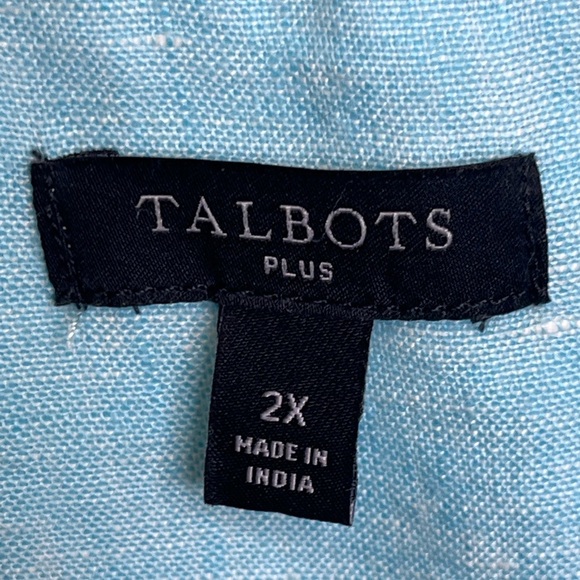 TALBOTS
PLUS
2X
MADE IN
INDIA